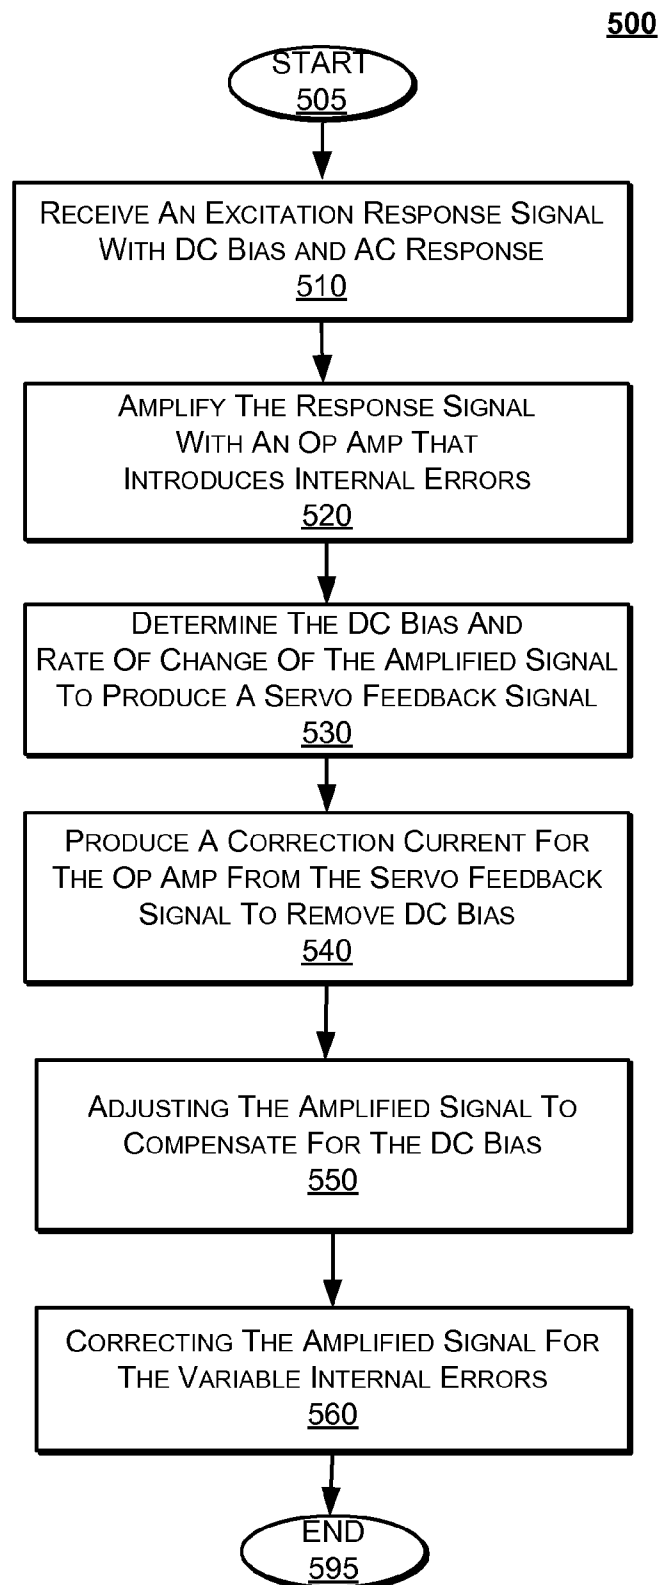 500
START
505
RECEIVE AN EXCITATION RESPONSE SIGNAL
WITH DC BIAS AND AC RESPONSE
510
AMPLIFY THE RESPONSE SIGNAL
WITH AN OP AMP THAT
INTRODUCES INTERNAL ERRORS
520
DETERMINE THE DC BIAS AND
RATE OF CHANGE OF THE AMPLIFIED SIGNAL
TO PRODUCE A SERVO FEEDBACK SIGNAL
530
PRODUCE A CORRECTION CURRENT FOR
THE OP AMP FROM THE SERVO FEEDBACK
SIGNAL TO REMOVE DC BIAS
540
ADJUSTING THE AMPLIFIED SIGNAL TO
COMPENSATE FOR THE DC BIAS
550
CORRECTING THE AMPLIFIED SIGNAL FOR
THE VARIABLE INTERNAL ERRORS
560
END
595